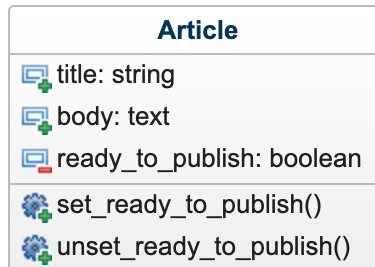 Article
title: string
body: text
ready_to_publish: boolean
set_ready_to_publish()
unset_ready_to_publish()